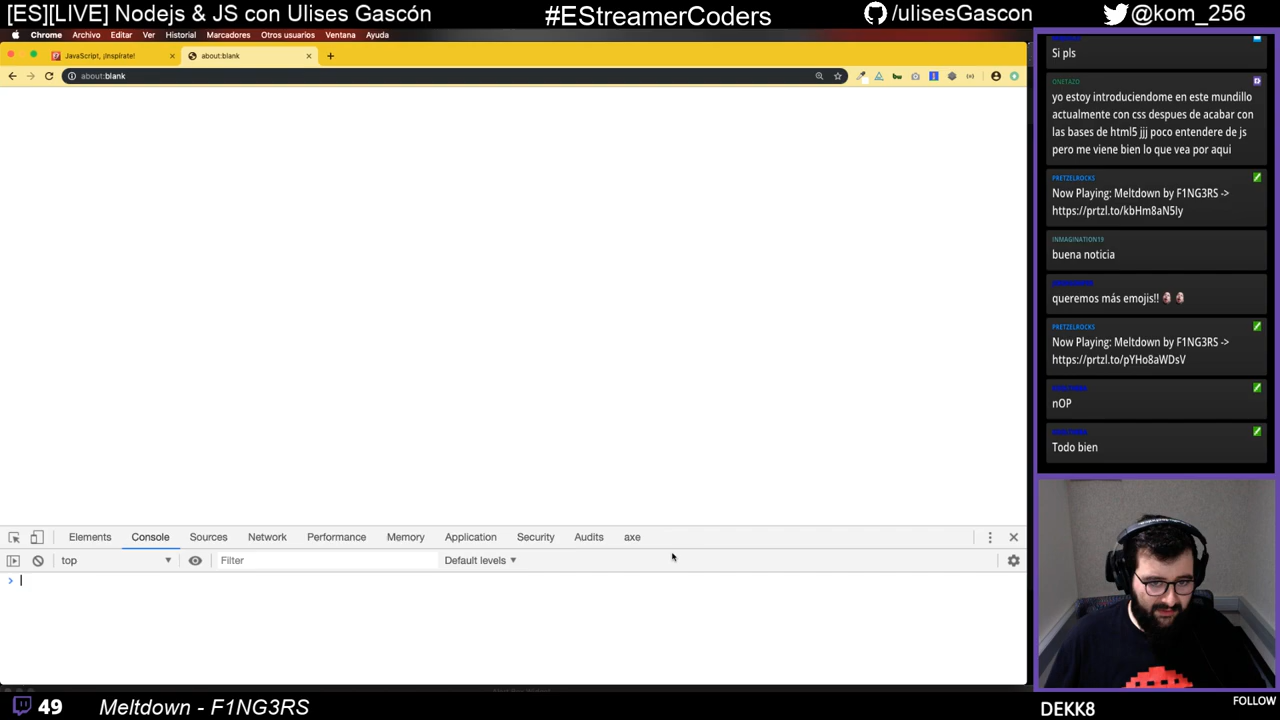 [ES][LIVE] Nodejs & JS con Ulises Gascón
#EStreamerCoders
/ulisesGascon
@kom_256
Chrome Archivo Editar Ver Historial Marcadores Otros usuarios Ventana Ayuda
JavaScript, ¡Inspírate!
about:blank
about:blank
Elements Console Sources Network Performance Memory Application Security Audits axe
top
Filter
Default levels
Si pls
ONETAZO
yo estoy introduciendome en este mundillo
actualmente con css despues de acabar con
las bases de html5 jjj poco entendere de js
pero me viene bien lo que vea por aqui
PRETZELROCKS
Now Playing: Meltdown by F1NG3RS ->
https://prtzl.to/kbHm8aN5Iy
INMAGINATION19
buena noticia
queremos más emojis!!
PRETZELROCKS
Now Playing: Meltdown by F1NG3RS ->
https://prtzl.to/pYHo8aWDsV
nOP
Todo bien
49
Meltdown - F1NG3RS
DEKK8
FOLLOW